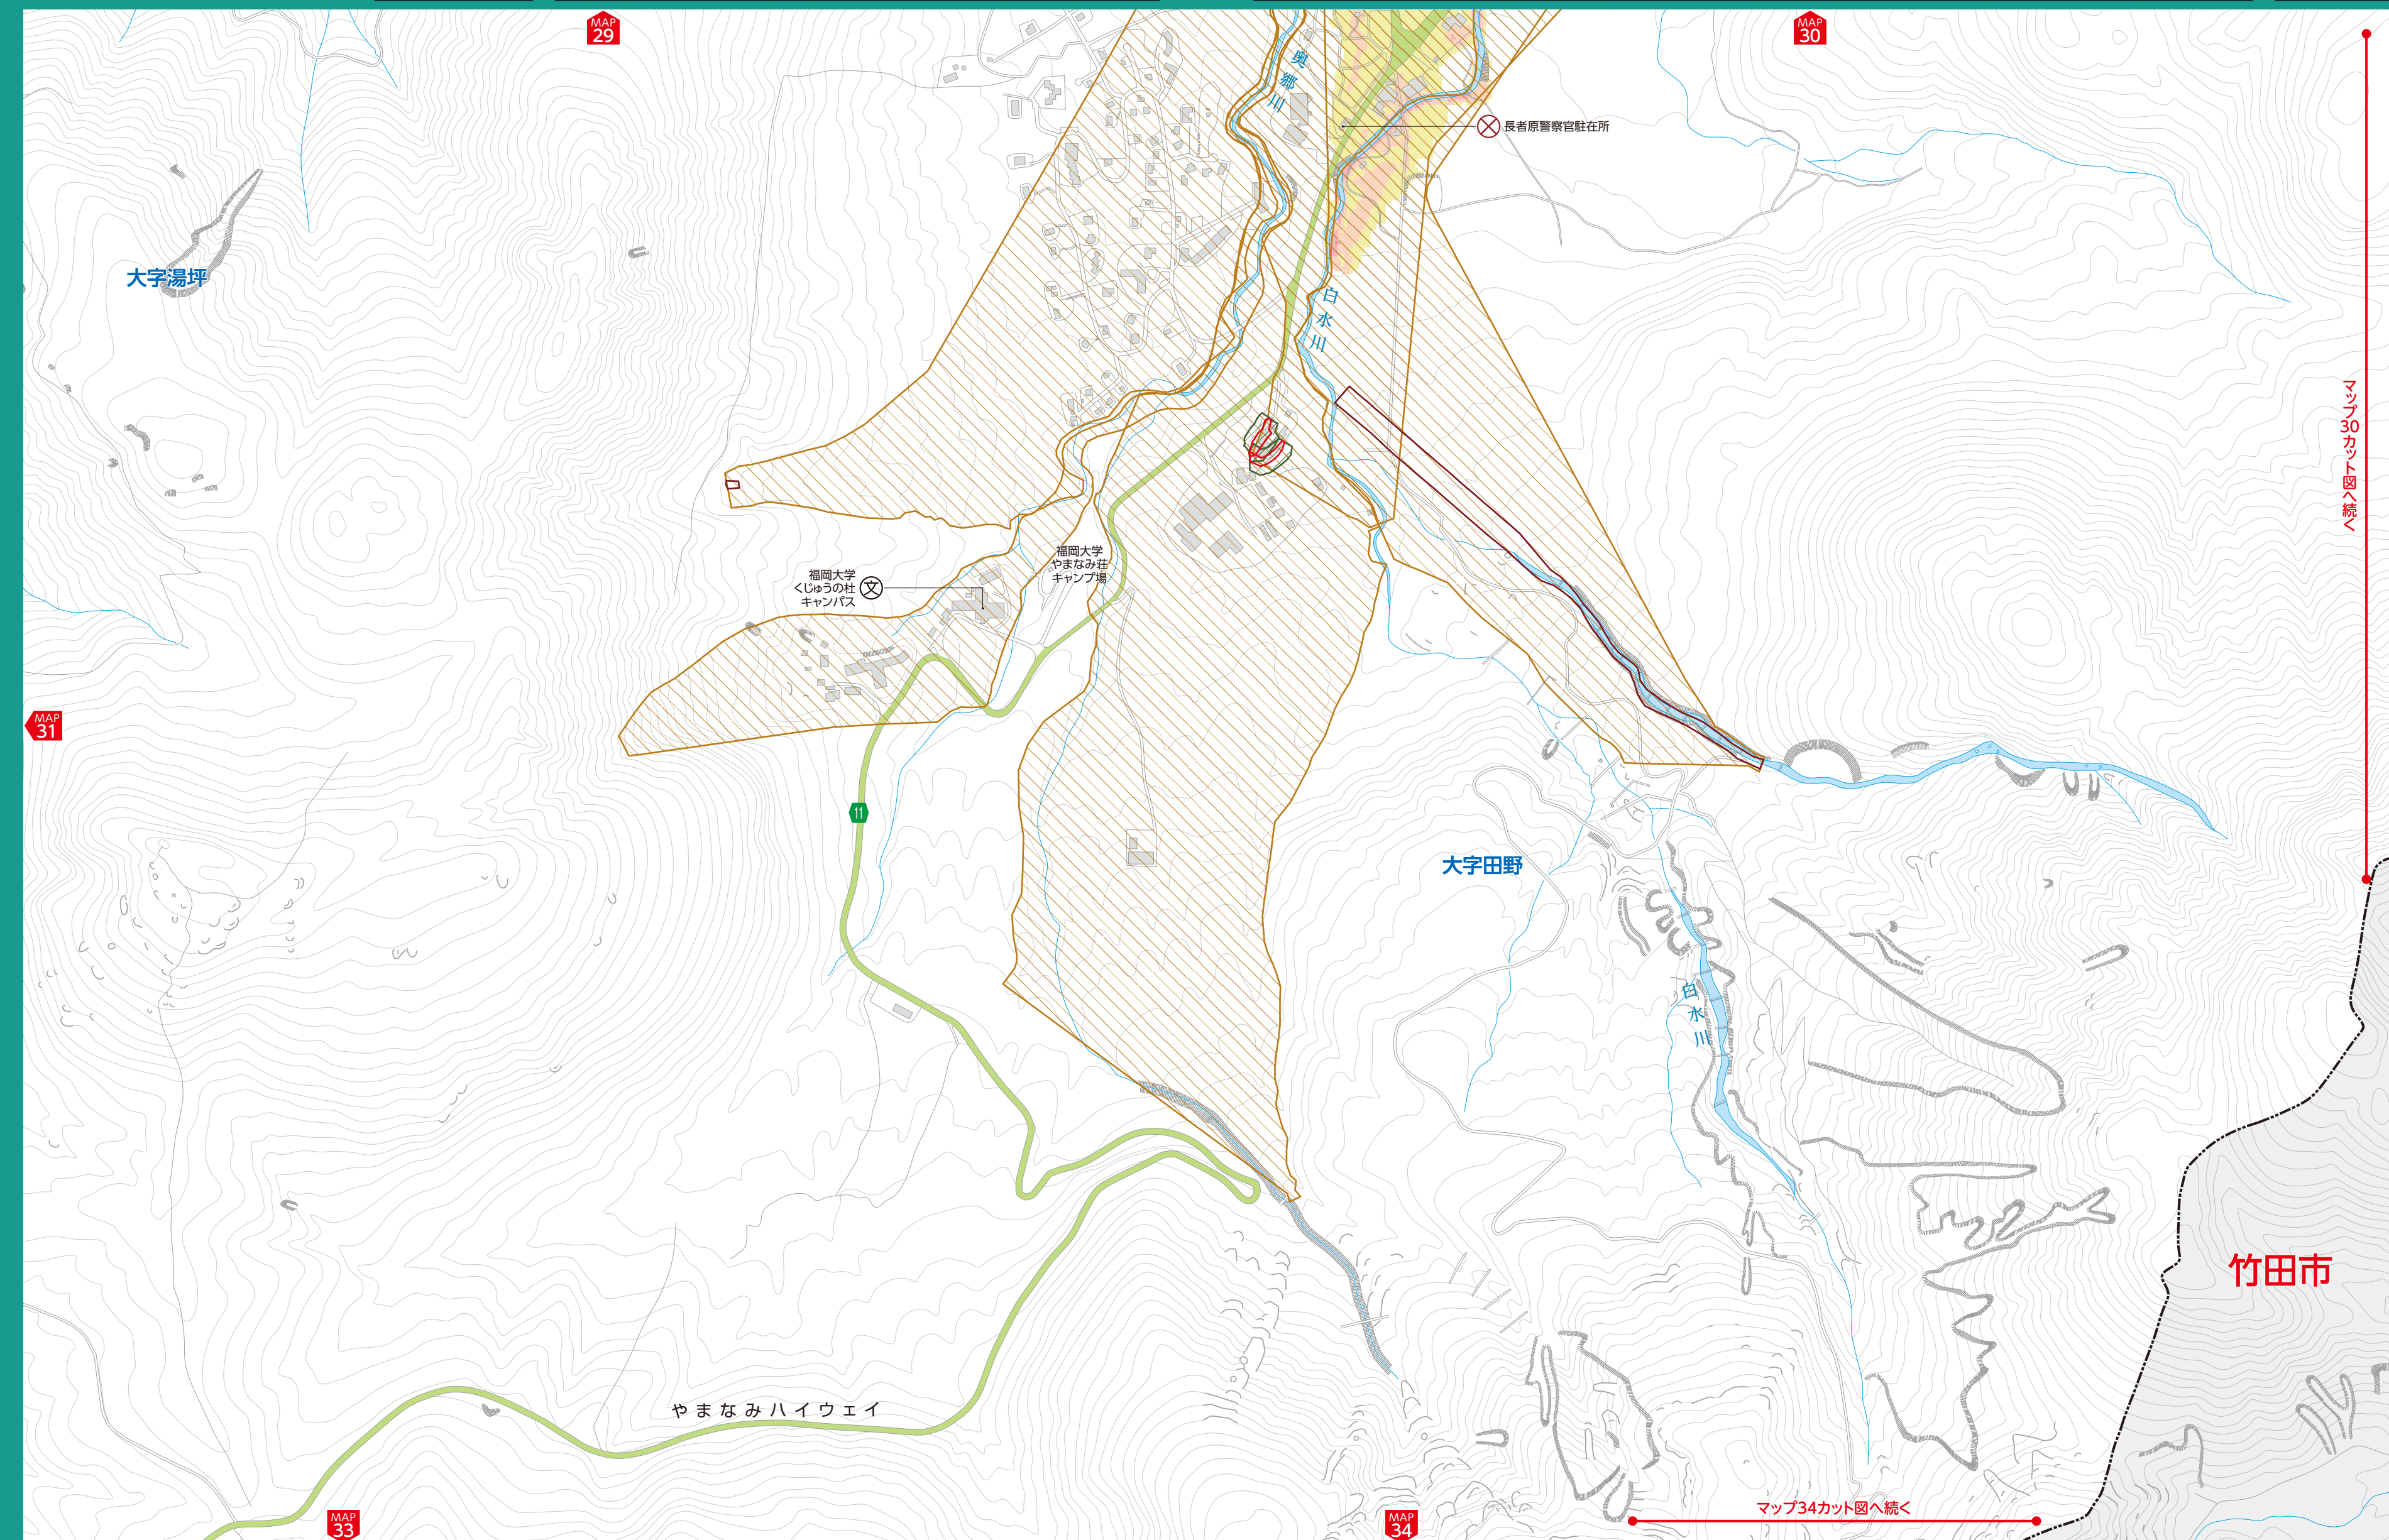 MAP
29
MAP
30
奥郷川
長者原警察官駐在所
大字湯坪
白水川
マップ30カット図へ続く
福岡大学
やまなみ荘
キャンプ場
福岡大学
くじゅうの杜
キャンパス
文
MAP
31
11
大字田野
白水川
竹田市
やまなみハイウェイ
マップ34カット図へ続く
MAP
33
MAP
34